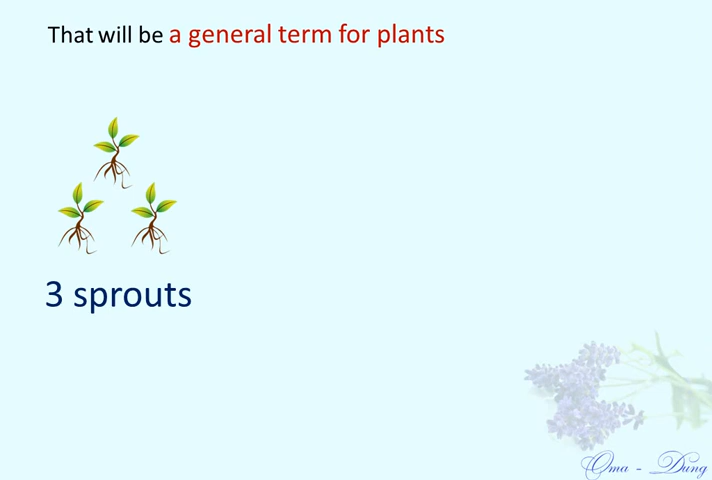 That will be a general term for plants
3 sprouts
Oma - Dung